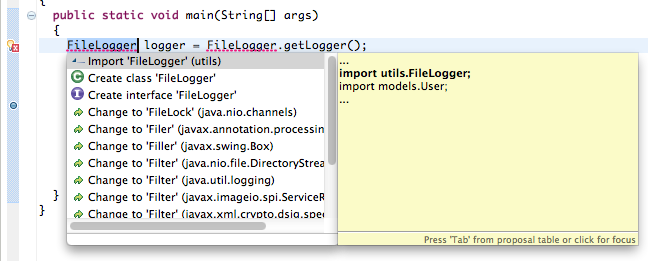 public static void main(String[] args)
{
FileLogger logger = FileLogger.getLogger();
Import 'FileLogger' (utils)
Create class 'FileLogger'
Create interface 'FileLogger'
Change to 'FileLock' (java.nio.channels)
Change to 'Filer' (javax.annotation.processin
Change to 'Filler' (javax.swing.Box)
Change to 'Filter' (java.nio.file.DirectoryStrea
Change to 'Filter' (java.util.logging)
Change to 'Filter' (javax.imageio.spi.ServiceR
Change to 'Filter' (javax.xml.crypto.dsig.spec
...
import utils.FileLogger;
import models.User;
...
Press 'Tab' from proposal table or click for focus
}
}